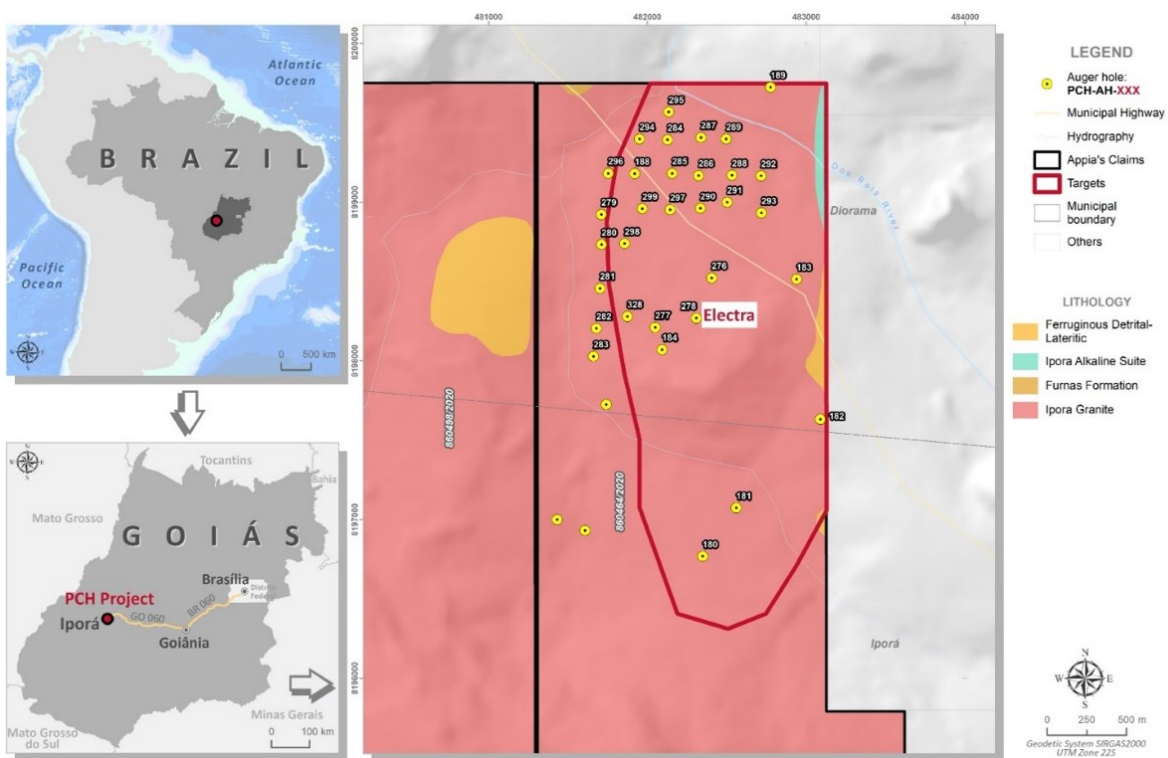 Atlantic
Ocean
B R A Z I L
Pacific
Ocean
0 500 km
Tocantins
Bahia
Mato Grosso
G O I Á S
Brasília
Distrito
Federal
PCH Project
Iporá
GO 060
BR 060
Goiânia
Minas Gerais
Mato Grosso
do Sul
0 100 km
481000 482000 483000 484000
8200000
8199000
8198000
8197000
8196000
189
295
294 284 287 289
296 188 285 286 288 292
279 299 297 290 291 293
280 298
281 276 183
282 328 277 278
Electra
283 184
182
181
180
860498/2020
860464/2020
Dos Bois River
Diorama
Iporá
LEGEND
Auger hole:
PCH-AH-XXX
Municipal Highway
Hydrography
Appia's Claims
Targets
Municipal
boundary
Others
LITHOLOGY
Ferruginous Detrital-
Lateritic
Ipora Alkaline Suite
Furnas Formation
Ipora Granite
N
W E
S
0 250 500 m
Geodetic System SIRGAS2000
UTM Zone 22S